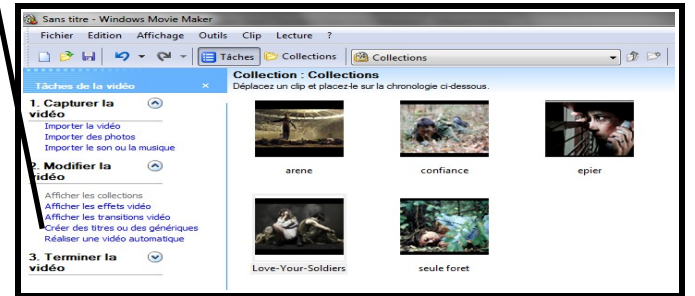 Sans titre - Windows Movie Maker
Fichier Edition Affichage Outils Clip Lecture ?
Tâches Collections Collections
Tâches de la vidéo ×
Collection : Collections
Déplacez un clip et placez-le sur la chronologie ci-dessous.
1. Capturer la
vidéo
Importer la vidéo
Importer des photos
Importer le son ou la musique
2. Modifier la
vidéo
Afficher les collections
Afficher les effets vidéo
Afficher les transitions vidéo
Créer des titres ou des génériques
Réaliser une vidéo automatique
3. Terminer la
vidéo
arene confiance epier
Love-Your-Soldiers seule foret